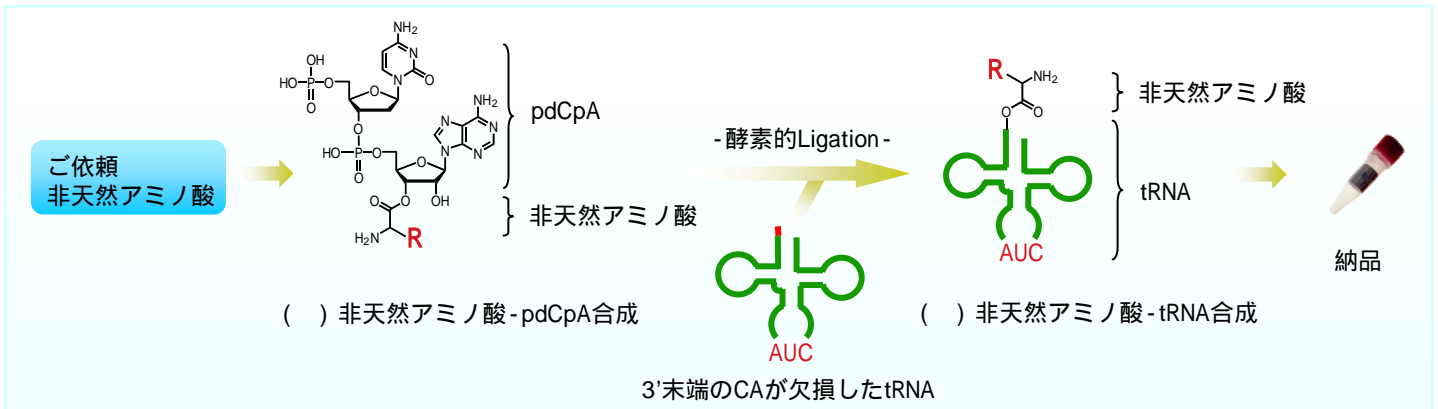 ご依頼
非天然アミノ酸
NH2
N
N
O
OH
HO P O
O
O
O
HO P O
O
O
NH2
N
N
N
N
O
O
OH
H2N
R
pdCpA
非天然アミノ酸
( ) 非天然アミノ酸-pdCpA合成
-酵素的Ligation-
AUC
3’末端のCAが欠損したtRNA
R
NH2
O
O
非天然アミノ酸
tRNA
AUC
( ) 非天然アミノ酸-tRNA合成
納品